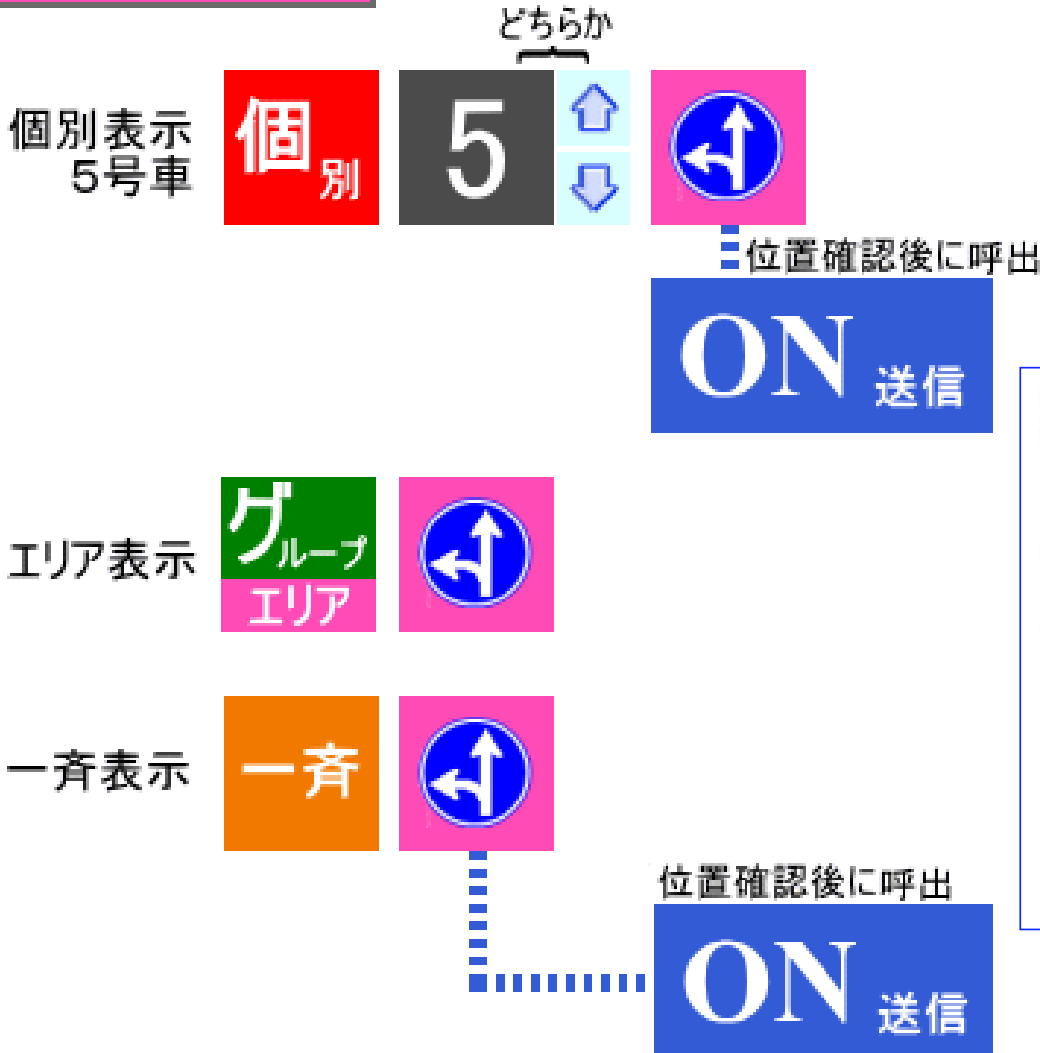 どちらか
個別表示
5号車
個別
5
位置確認後に呼出
ON 送信
エリア表示
グループ
エリア
一斉表示
一斉
位置確認後に呼出
ON 送信